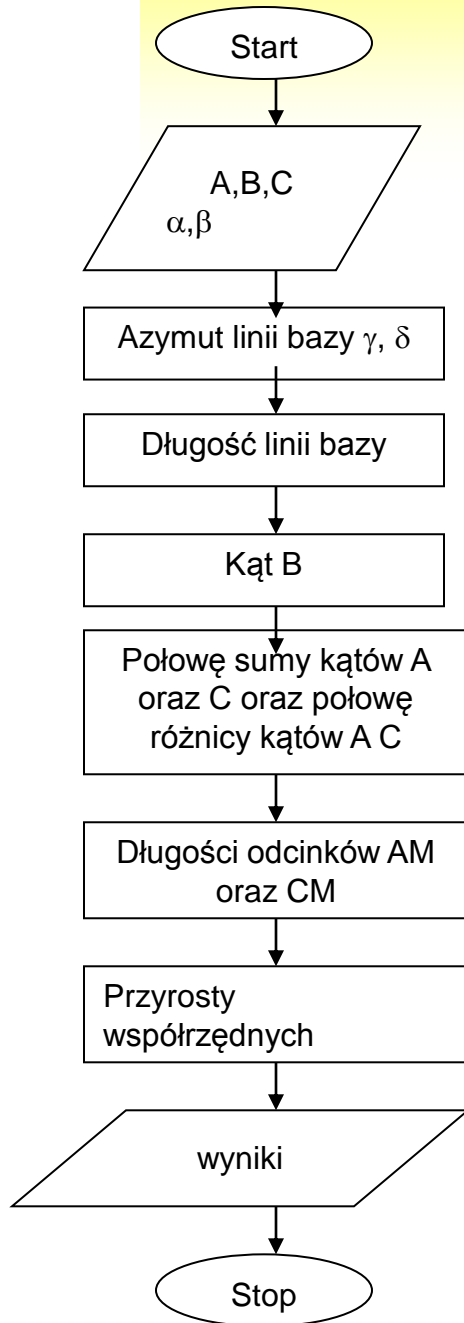 Start
A,B,C
α,β
Azymut linii bazy γ, δ
Długość linii bazy
Kąt B
Połowę sumy kątów A
oraz C oraz połowę
różnicy kątów A C
Długości odcinków AM
oraz CM
Przyrosty
współrzędnych
wyniki
Stop